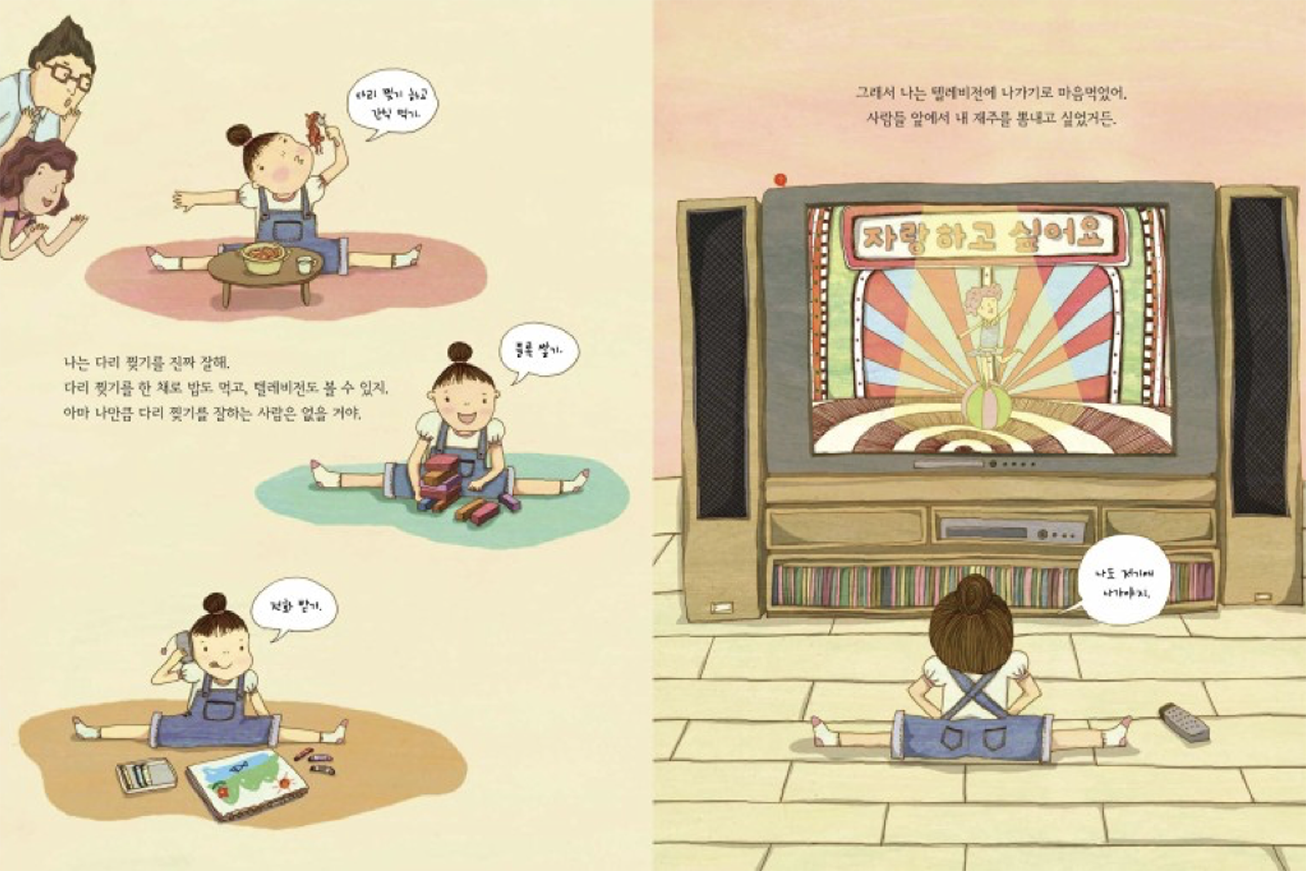 다리 찢기 하고
간식 먹기.
나는 다리 찢기를 진짜 잘해.
다리 찢기를 한 채로 밥도 먹고, 텔레비전도 볼 수 있지.
아마 나만큼 다리 찢기를 잘하는 사람은 없을 거야.
블록 쌓기.
전화 받기.
그래서 나는 텔레비전에 나가기로 마음먹었어.
사람들 앞에서 내 재주를 뽐내고 싶었거든.
자랑하고 싶어요
나도 저기에
나가야지.